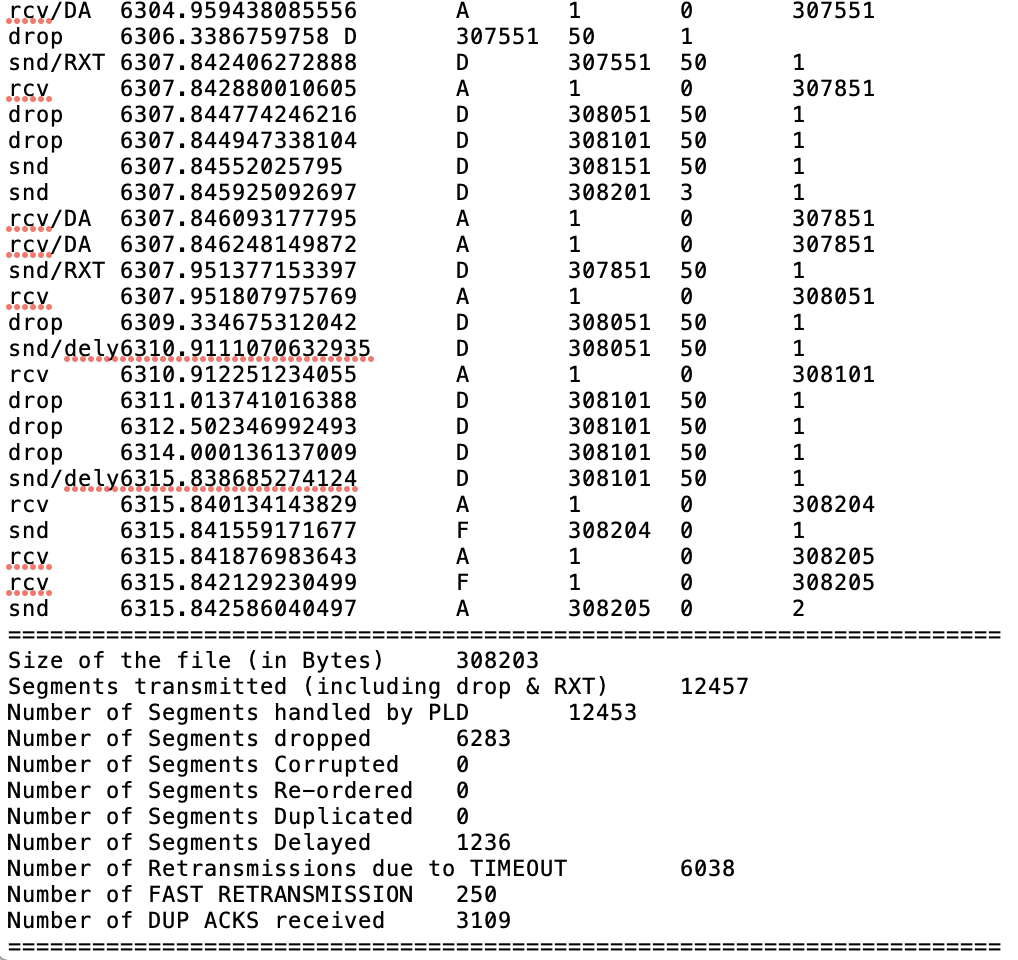 rcv/DA 6304.959438085556 A 1 0 307551
drop 6306.3386759758 D 307551 50 1
snd/RXT 6307.842406272888 D 307551 50 1
rcv 6307.842880010605 A 1 0 307851
drop 6307.844774246216 D 308051 50 1
drop 6307.844947338104 D 308101 50 1
snd 6307.84552025795 D 308151 50 1
snd 6307.845925092697 D 308201 3 1
rcv/DA 6307.846093177795 A 1 0 307851
rcv/DA 6307.846248149872 A 1 0 307851
snd/RXT 6307.951377153397 D 307851 50 1
rcv 6307.951807975769 A 1 0 308051
drop 6309.334675312042 D 308051 50 1
snd/dely6310.9111070632935 D 308051 50 1
rcv 6310.912251234055 A 1 0 308101
drop 6311.013741016388 D 308101 50 1
drop 6312.502346992493 D 308101 50 1
drop 6314.000136137009 D 308101 50 1
snd/dely6315.838685274124 D 308101 50 1
rcv 6315.840134143829 A 1 0 308204
snd 6315.841559171677 F 308204 0 1
rcv 6315.841876983643 A 1 0 308205
rcv 6315.842129230499 F 1 0 308205
snd 6315.842586040497 A 308205 0 2
=======================================================================
Size of the file (in Bytes) 308203
Segments transmitted (including drop & RXT) 12457
Number of Segments handled by PLD 12453
Number of Segments dropped 6283
Number of Segments Corrupted 0
Number of Segments Re-ordered 0
Number of Segments Duplicated 0
Number of Segments Delayed 1236
Number of Retransmissions due to TIMEOUT 6038
Number of FAST RETRANSMISSION 250
Number of DUP ACKS received 3109
=======================================================================